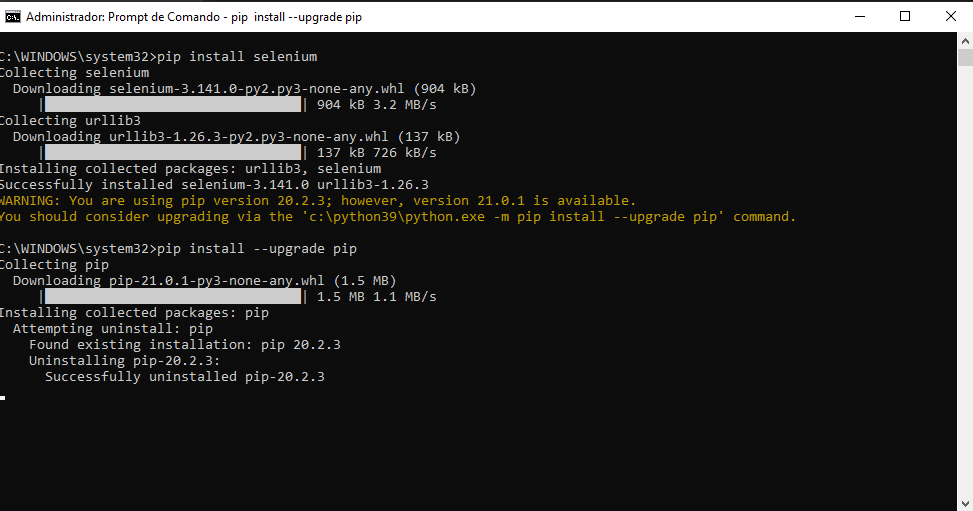 Administrador: Prompt de Comando - pip  install --upgrade pip
C:\WINDOWS\system32>pip install selenium
Collecting selenium
  Downloading selenium-3.141.0-py2.py3-none-any.whl (904 kB)
     |████████████████████████████████| 904 kB 3.2 MB/s
Collecting urllib3
  Downloading urllib3-1.26.3-py2.py3-none-any.whl (137 kB)
     |████████████████████████████████| 137 kB 726 kB/s
Installing collected packages: urllib3, selenium
Successfully installed selenium-3.141.0 urllib3-1.26.3
WARNING: You are using pip version 20.2.3; however, version 21.0.1 is available.
You should consider upgrading via the 'c:\python39\python.exe -m pip install --upgrade pip' command.
C:\WINDOWS\system32>pip install --upgrade pip
Collecting pip
  Downloading pip-21.0.1-py3-none-any.whl (1.5 MB)
     |████████████████████████████████| 1.5 MB 1.1 MB/s
Installing collected packages: pip
  Attempting uninstall: pip
    Found existing installation: pip 20.2.3
    Uninstalling pip-20.2.3:
      Successfully uninstalled pip-20.2.3